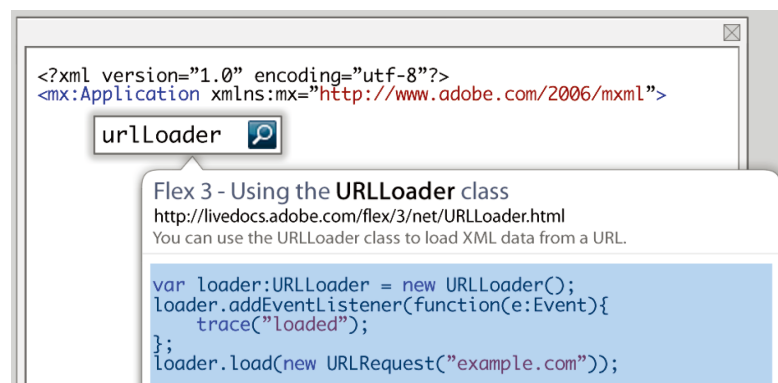 <?xml version=”1.0” encoding=”utf-8”?>
<mx:Application xmlns:mx=”http://www.adobe.com/2006/mxml”>
urlLoader
Flex 3 - Using the URLLoader class
http://livedocs.adobe.com/flex/3/net/URLLoader.html
You can use the URLLoader class to load XML data from a URL.
var loader:URLLoader = new URLLoader();
loader.addEventListener(function(e:Event){
    trace(”loaded”);
};
loader.load(new URLRequest(”example.com”));